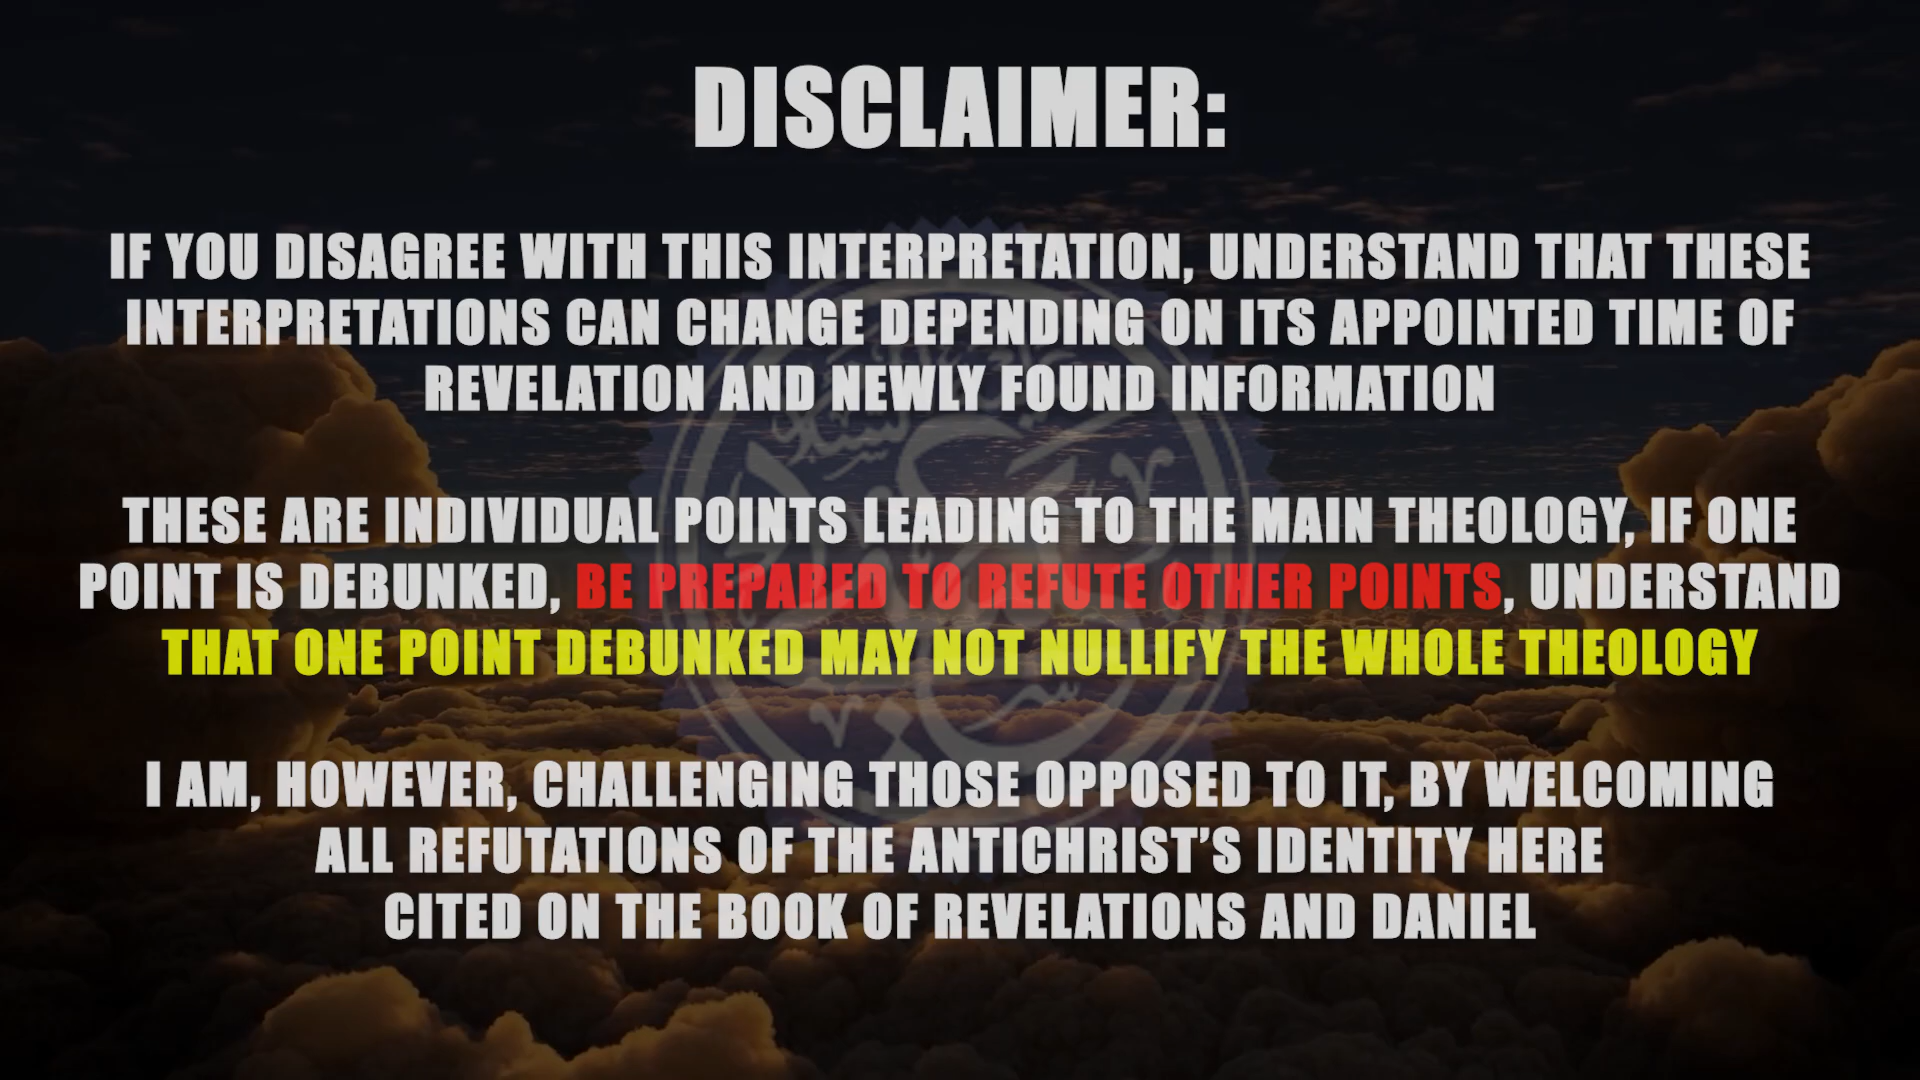 DISCLAIMER:
IF YOU DISAGREE WITH THIS INTERPRETATION, UNDERSTAND THAT THESE
INTERPRETATIONS CAN CHANGE DEPENDING ON ITS APPOINTED TIME OF
REVELATION AND NEWLY FOUND INFORMATION
THESE ARE INDIVIDUAL POINTS LEADING TO THE MAIN THEOLOGY, IF ONE
POINT IS DEBUNKED, BE PREPARED TO REFUTE OTHER POINTS, UNDERSTAND
THAT ONE POINT DEBUNKED MAY NOT NULLIFY THE WHOLE THEOLOGY
I AM, HOWEVER, CHALLENGING THOSE OPPOSED TO IT, BY WELCOMING
ALL REFUTATIONS OF THE ANTICHRIST’S IDENTITY HERE
CITED ON THE BOOK OF REVELATIONS AND DANIEL